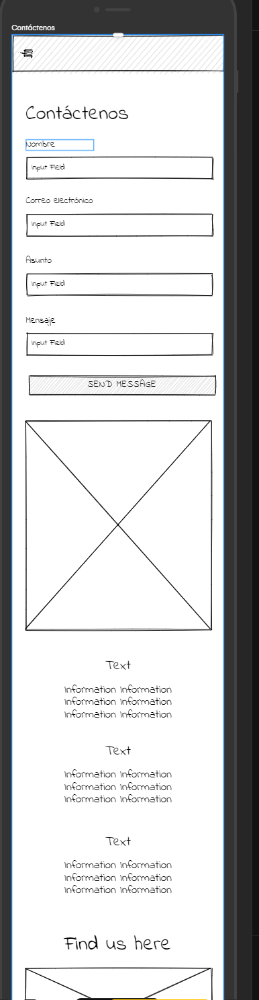 Contáctenos
Contáctenos
Nombre
Input Field
Correo electrónico
Input Field
Asunto
Input Field
Mensaje
Input Field
SEND MESSAGE
Text
Information Information
Information Information
Information Information
Text
Information Information
Information Information
Information Information
Text
Information Information
Information Information
Information Information
Find us here